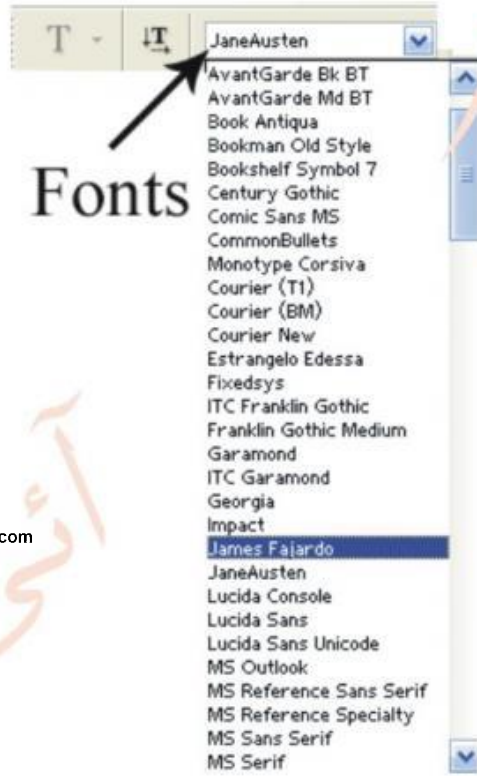 T
T
JaneAusten
Fonts
AvantGarde Bk BT
AvantGarde Md BT
Book Antiqua
Bookman Old Style
Bookshelf Symbol 7
Century Gothic
Comic Sans MS
CommonBullets
Monotype Corsiva
Courier (T1)
Courier (BM)
Courier New
Estrangelo Edessa
Fixedsys
ITC Franklin Gothic
Franklin Gothic Medium
Garamond
ITC Garamond
Georgia
Impact
com
James Fajardo
JaneAusten
Lucida Console
Lucida Sans
Lucida Sans Unicode
MS Outlook
MS Reference Sans Serif
MS Reference Specialty
MS Sans Serif
MS Serif